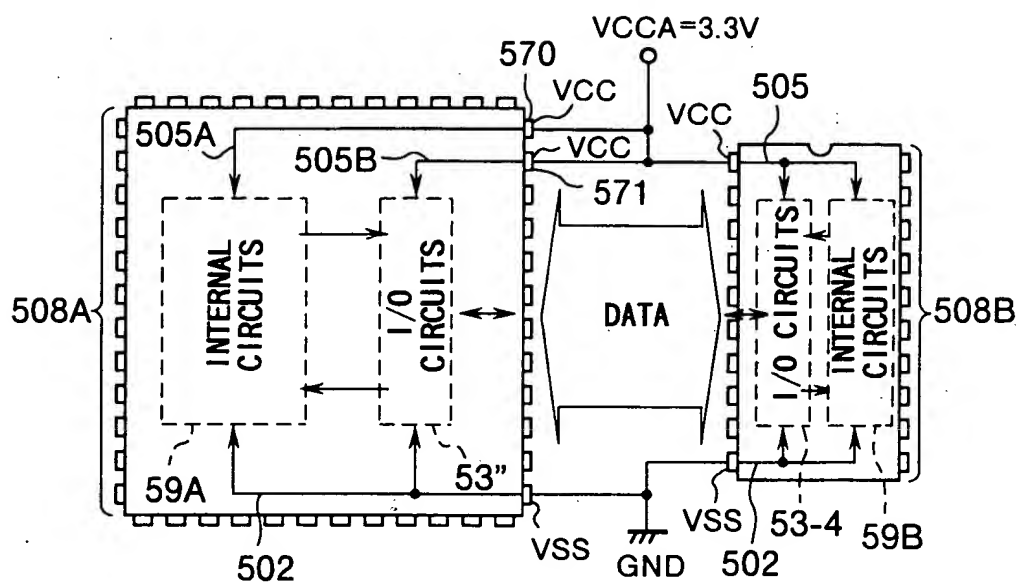 VCCA=3.3V
570
VCC
505A
505B
VCC
571
VCC
505
508A
INTERNAL
CIRCUITS
I/O
CIRCUITS
DATA
I/O CIRCUITS
INTERNAL
CIRCUITS
508B
59A
502
53"
VSS
GND
VSS
502
53-4
59B